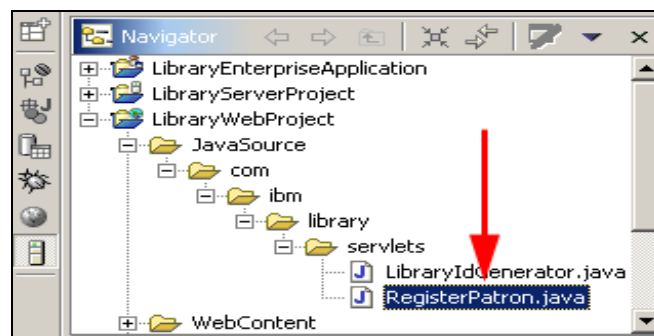 Navigator
LibraryEnterpriseApplication
LibraryServerProject
LibraryWebProject
JavaSource
com
ibm
library
servlets
LibraryIdGenerator.java
RegisterPatron.java
WebContent